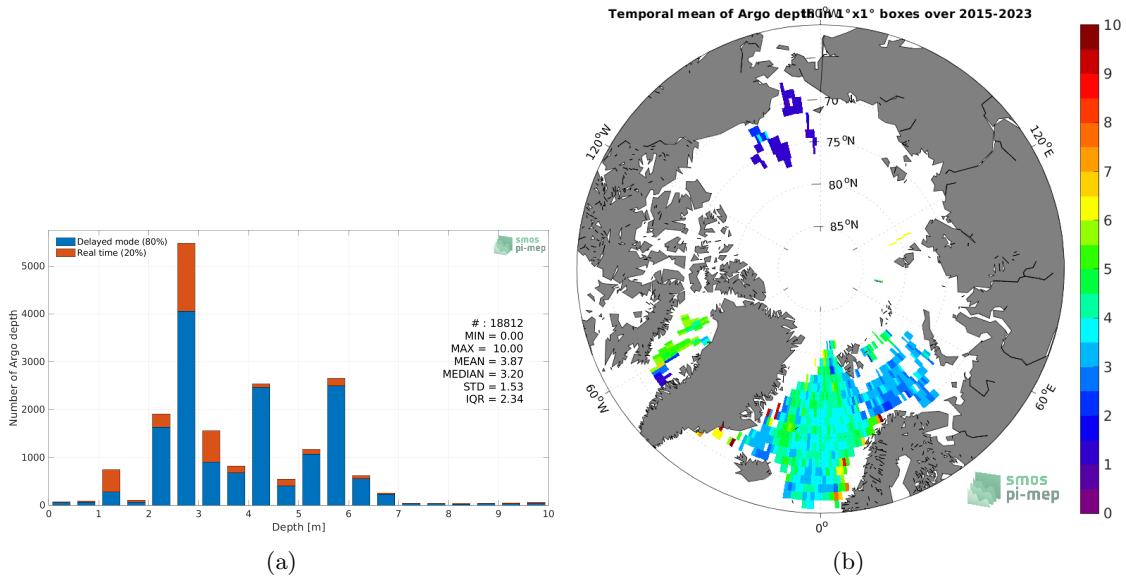 Temporal mean of Argo depth in 1°x1° boxes over 2015-2023
180°W
10
9
8
7
6
5
4
3
2
1
0
120°W
120°E
70
75°N
80°N
85°N
60°W
60°E
0°
smos
pi-mep
Delayed mode (80%)
Real time (20%)
smos
pi-mep
# : 18812
MIN = 0.00
MAX = 10.00
MEAN = 3.87
MEDIAN = 3.20
STD = 1.53
IQR = 2.34
Number of Argo depth
5000
4000
3000
2000
1000
0
0 1 2 3 4 5 6 7 8 9 10
Depth [m]
(a)
(b)